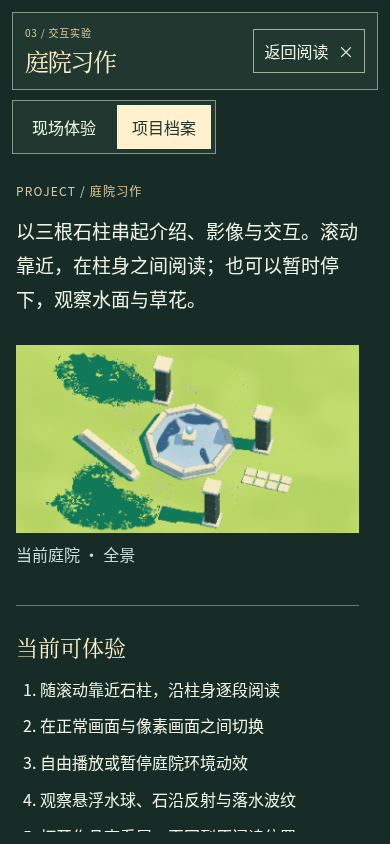 03 / 交互实验
庭院习作
返回阅读 ×
现场体验
项目档案
PROJECT / 庭院习作
以三根石柱串起介绍、影像与交互。滚动
靠近，在柱身之间阅读；也可以暂时停
下，观察水面与草花。
当前庭院 · 全景
当前可体验
1. 随滚动靠近石柱，沿柱身逐段阅读
2. 在正常画面与像素画面之间切换
3. 自由播放或暂停庭院环境动效
4. 观察悬浮水球、石沿反射与落水波纹